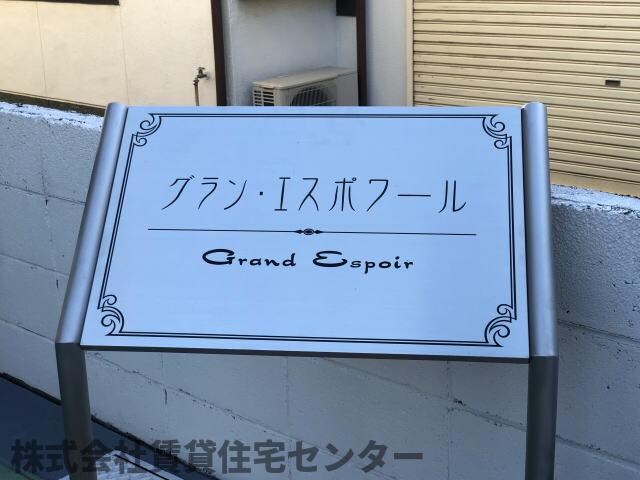 グラン・エスポワール
Grand Espoir
株式会社賃貸住宅センター